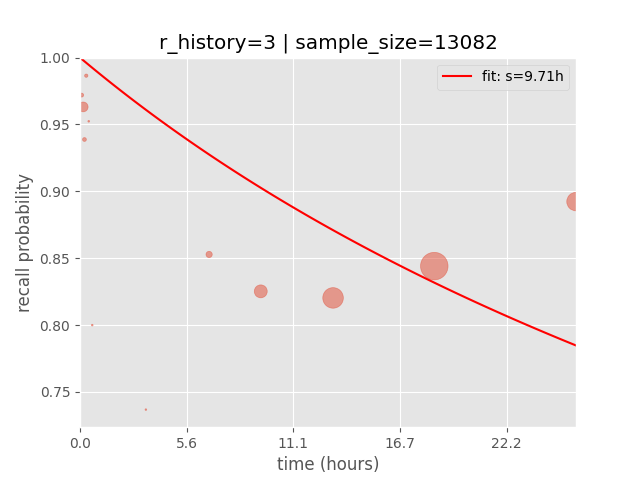 r_history=3 | sample_size=13082
fit: s=9.71h
1.00
0.95
0.90
0.85
0.80
0.75
recall probability
0.0 5.6 11.1 16.7 22.2
time (hours)